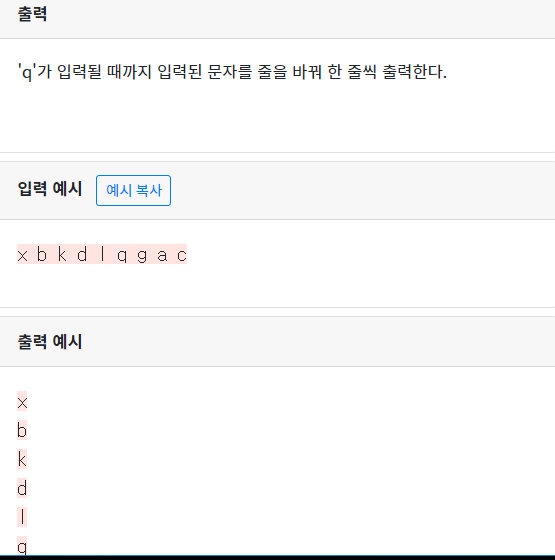 출력
'q'가 입력될 때까지 입력된 문자를 줄을 바꿔 한 줄씩 출력한다.
입력 예시 예시 복사
x b k d l q g a c
출력 예시
x
b
k
d
l
q